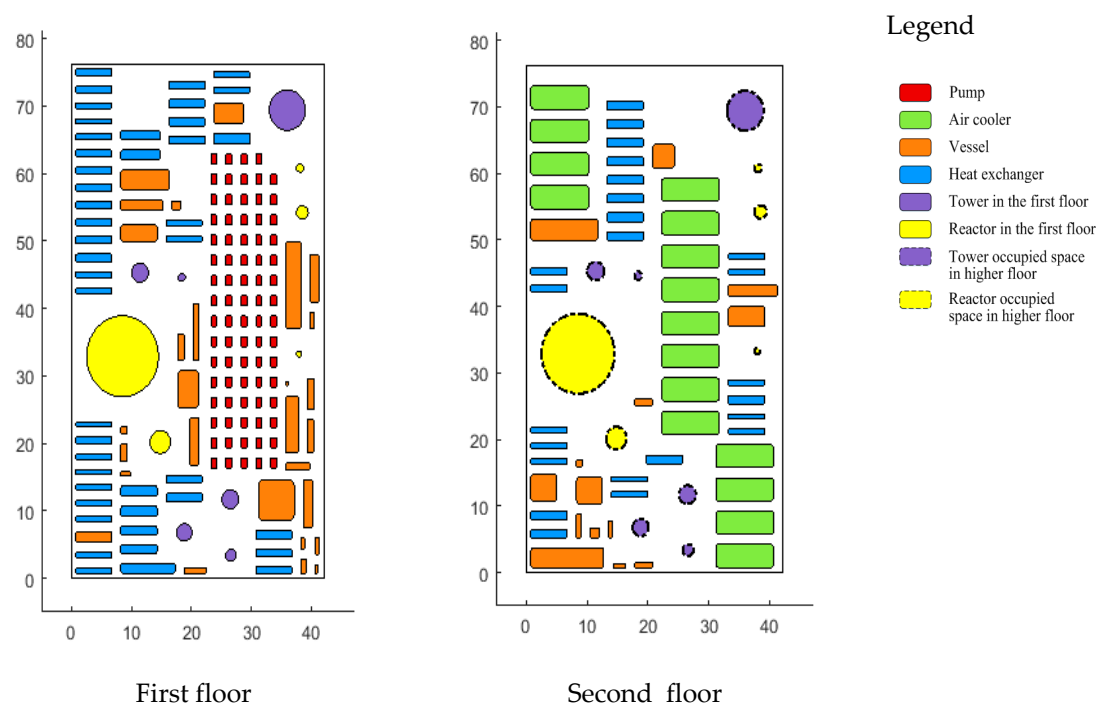 Legend
Pump
Air cooler
Vessel
Heat exchanger
Tower in the first floor
Reactor in the first floor
Tower occupied space
in higher floor
Reactor occupied
space in higher floor
80
70
60
50
40
30
20
10
0
0 10 20 30 40
First floor
80
70
60
50
40
30
20
10
0
0 10 20 30 40
Second floor